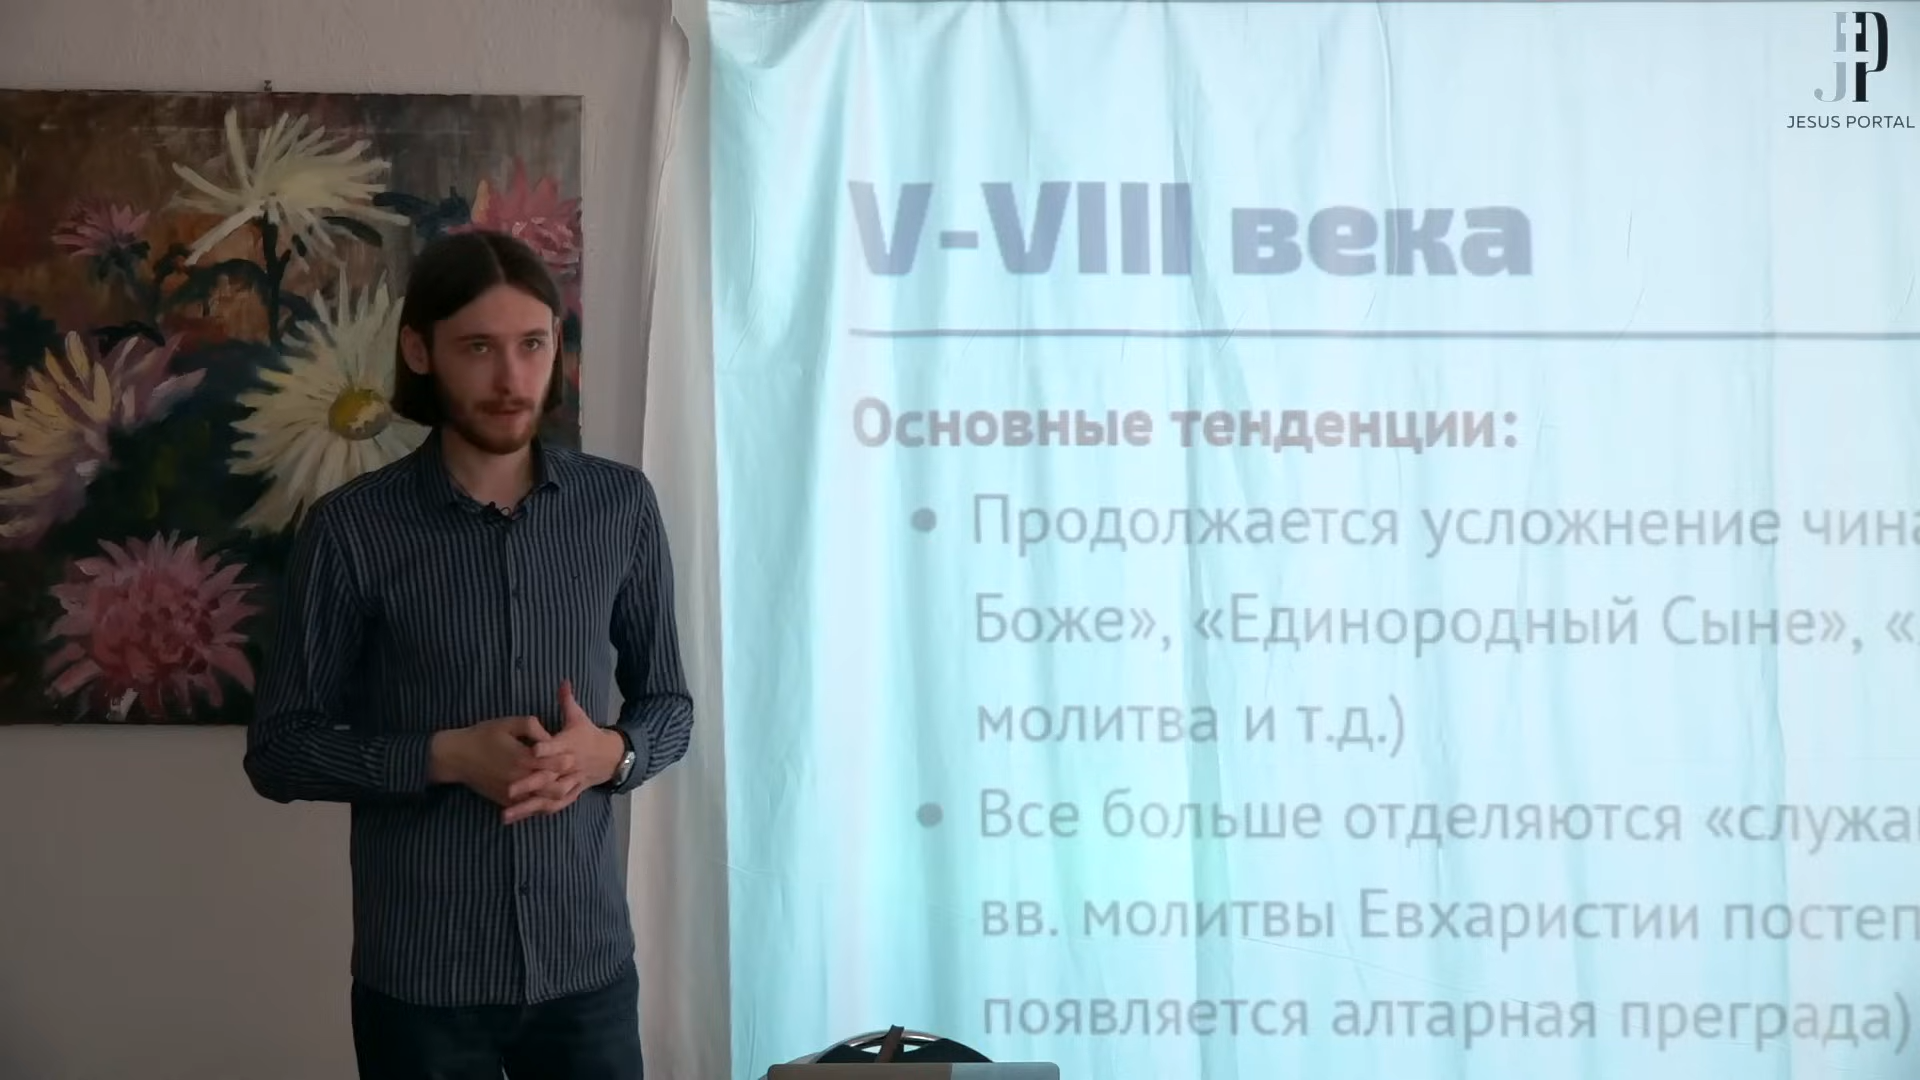 JESUS PORTAL
V-VIII века
Основные тенденции:
Продолжается усложнение чина
Боже», «Единородный Сыне», «
молитва и т.д.)
Все больше отделяются «служа
вв. молитвы Евхаристии постеп
появляется алтарная преграда)